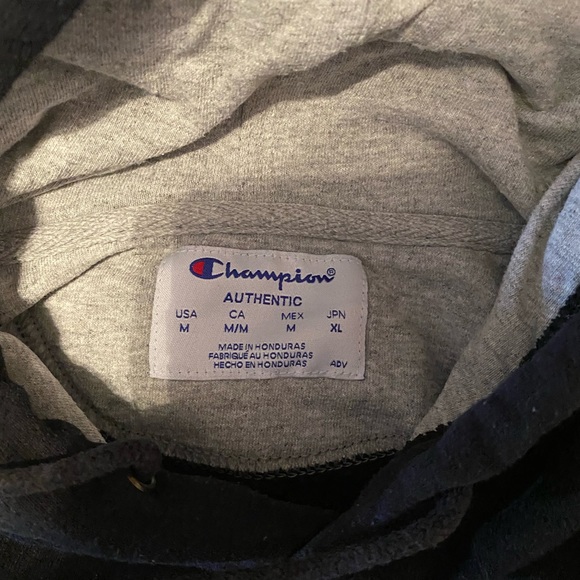 Champion®
AUTHENTIC
USA CA MEX JPN
M M/M M XL
MADE IN HONDURAS
FABRIQUÉ AU HONDURAS
HECHO EN HONDURAS ADV